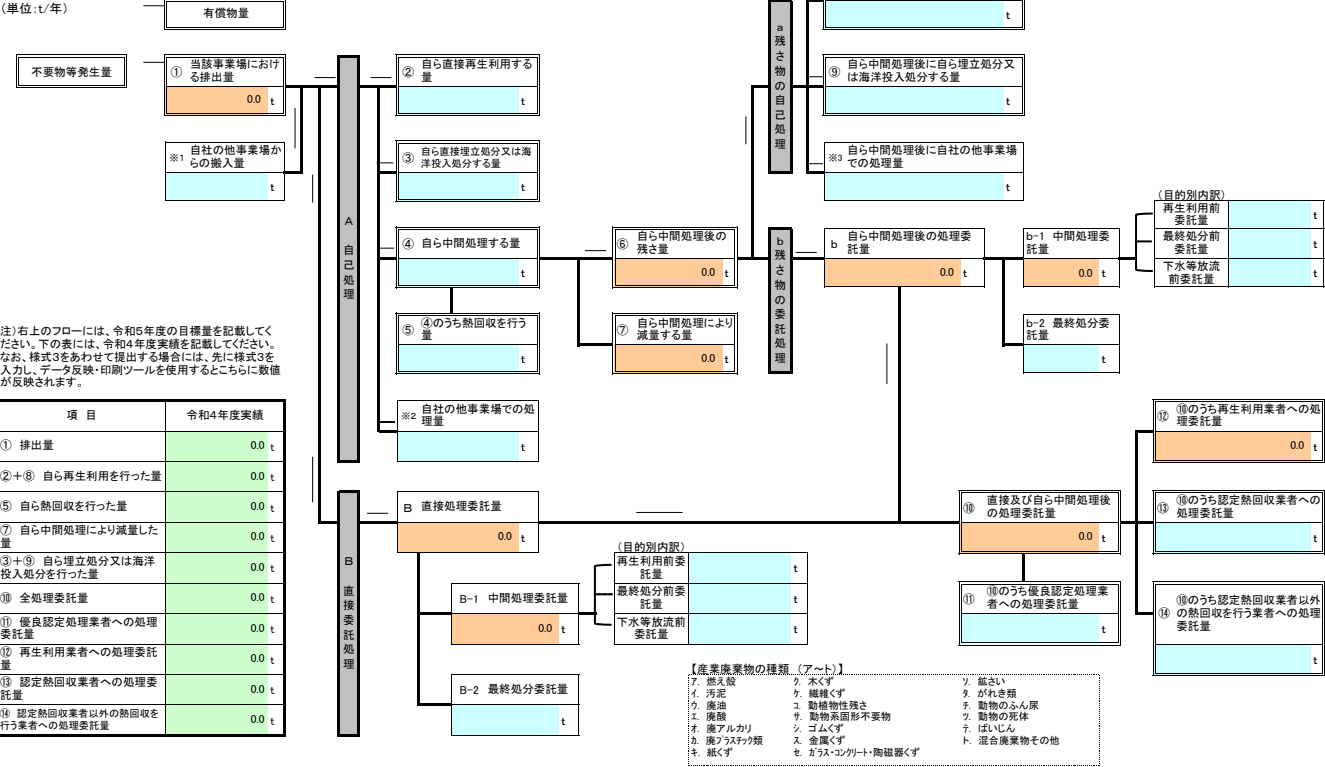 （単位:t/年）
有償物量
不要物等発生量
① 当該事業場におけ
る排出量
0.0 t
※1 自社の他事業場か
らの搬入量
t
A 自己処理
② 自ら直接再生利用する
量
t
③ 自ら直接埋立処分又は海
洋投入処分する量
t
④ 自ら中間処理する量
t
⑤ ④のうち熱回収を行う
量
t
※2 自社の他事業場での処
理量
t
⑥ 自ら中間処理後の
残さ量
0.0 t
⑦ 自ら中間処理により
減量する量
0.0 t
a 残さ物の自己処理
t
⑨ 自ら中間処理後に自ら埋立処分又
は海洋投入処分する量
t
※3 自ら中間処理後に自社の他事業場
での処理量
t
b 残さ物の委託処理
b 自ら中間処理後の処理委
託量
0.0 t
b-1 中間処理委
託量
0.0 t
（目的別内訳）
再生利用前
委託量
t
最終処分前
委託量
t
下水等放流
前委託量
t
b-2 最終処分委
託量
t
注）右上のフローには、令和５年度の目標量を記載してく
ださい。下の表には、令和４年度実績を記載してください。
なお、様式３をあわせて提出する場合には、先に様式３を
入力し、データ反映・印刷ツールを使用するとこちらに数値
が反映されます。
項 目 令和４年度実績
① 排出量 0.0 t
②＋⑧ 自ら再生利用を行った量 0.0 t
⑤ 自ら熱回収を行った量 0.0 t
⑦ 自ら中間処理により減量した
量 0.0 t
③＋⑨ 自ら埋立処分又は海洋
投入処分を行った量 0.0 t
⑩ 全処理委託量 0.0 t
⑪ 優良認定処理業者への処理
委託量 0.0 t
⑫ 再生利用業者への処理委託
量 0.0 t
⑬ 認定熱回収業者への処理委
託量 0.0 t
⑭ 認定熱回収業者以外の熱回収を
行う業者への処理委託量 0.0 t
B 直接委託処理
B 直接処理委託量
0.0 t
B-1 中間処理委託量
0.0 t
（目的別内訳）
再生利用前委
託量
t
最終処分前委
託量
t
下水等放流前
委託量
t
B-2 最終処分委託量
t
⑩ 直接及び自ら中間処理後
の処理委託量
0.0 t
⑪ ⑩のうち優良認定処理業
者への処理委託量
t
⑫ ⑩のうち再生利用業者への処
理委託量
0.0 t
⑬ ⑩のうち認定熱回収業者への
処理委託量
t
⑭ ⑩のうち認定熱回収業者以外
の熱回収を行う業者への処理
委託量
t
【産業廃棄物の種類 （ア～ト）】
ア. 燃え殻 ク. 木くず ソ. 鉱さい
イ. 汚泥 ケ. 繊維くず タ. がれき類
ウ. 廃油 コ. 動植物性残さ チ. 動物のふん尿
エ. 廃酸 サ. 動物系固形不要物 ツ. 動物の死体
オ. 廃アルカリ シ. ゴムくず テ. ばいじん
カ. 廃プラスチック類 ス. 金属くず ト. 混合廃棄物その他
キ. 紙くず セ. ガラス・コンクリート・陶磁器くず